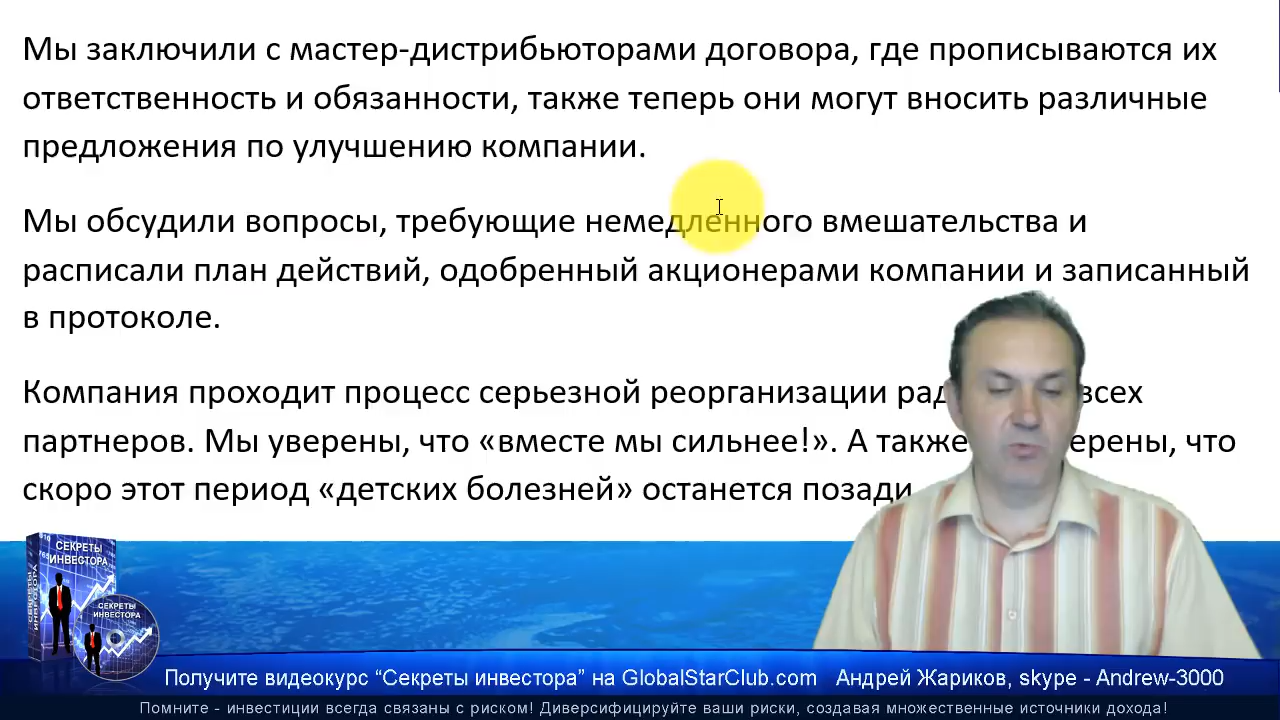 Мы заключили с мастер-дистрибьюторами договора, где прописываются их
ответственность и обязанности, также теперь они могут вносить различные
предложения по улучшению компании.
Мы обсудили вопросы, требующие немедленного вмешательства и
расписали план действий, одобренный акционерами компании и записанный
в протоколе.
Компания проходит процесс серьезной реорганизации всех
партнеров. Мы уверены, что «вместе мы сильнее!». А также что
скоро этот период «детских болезней» останется позади
СЕКРЕТЫ
ИНВЕСТОРА
СЕКРЕТЫ ИНВЕСТОРА
СЕКРЕТЫ
ИНВЕСТОРА
Получите видеокурс “Секреты инвестора” на GlobalStarClub.com Андрей Жариков, skype - Andrew-3000
Помните - инвестиции всегда связаны с риском! Диверсифицируйте ваши риски, создавая множественные источники дохода!